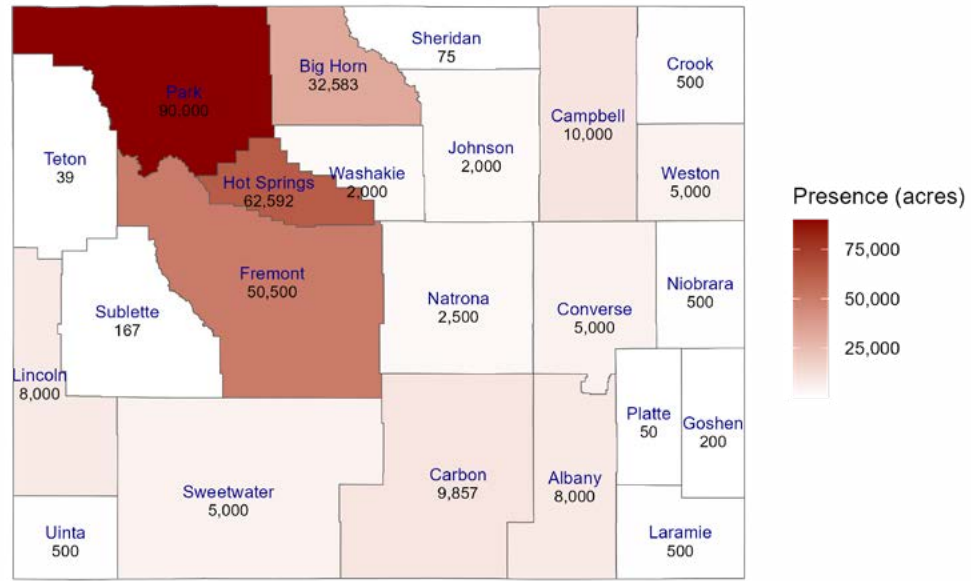 Sheridan
75
Big Horn
32,583
Crook
500
Park
90,000
Campbell
10,000
Teton
39
Johnson
2,000
Washakie
2,000
Weston
5,000
Hot Springs
62,592
Presence (acres)
75,000
50,000
25,000
Fremont
50,500
Niobrara
500
Natrona
2,500
Converse
5,000
Sublette
167
Lincoln
8,000
Platte
50
Goshen
200
Carbon
9,857
Albany
8,000
Sweetwater
5,000
Uinta
500
Laramie
500